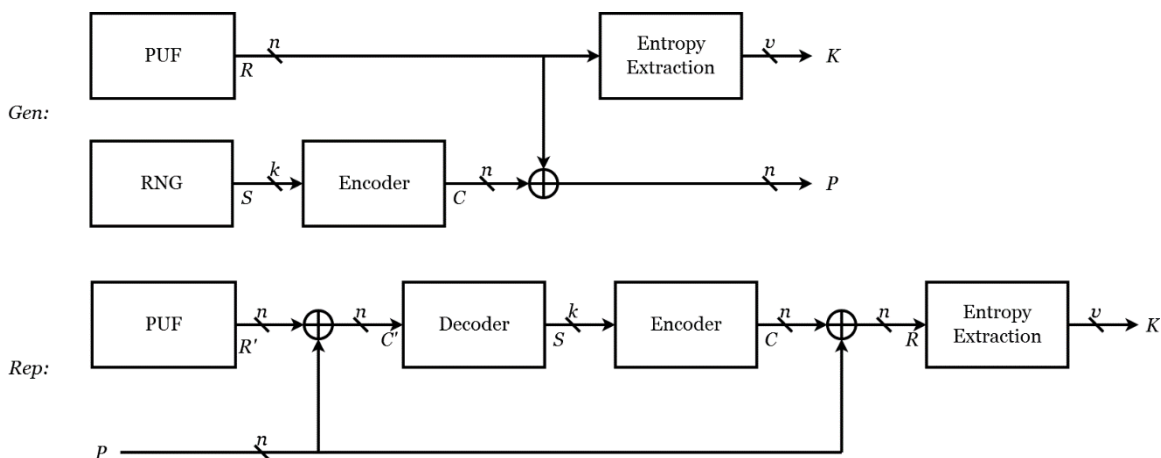 PUF
n
R
Entropy
Extraction
v
K
Gen:
RNG
k
S
Encoder
n
C
n
P
PUF
n
R'
n
C'
Decoder
k
S
Encoder
n
C
n
R
Entropy
Extraction
v
K
Rep:
n
P